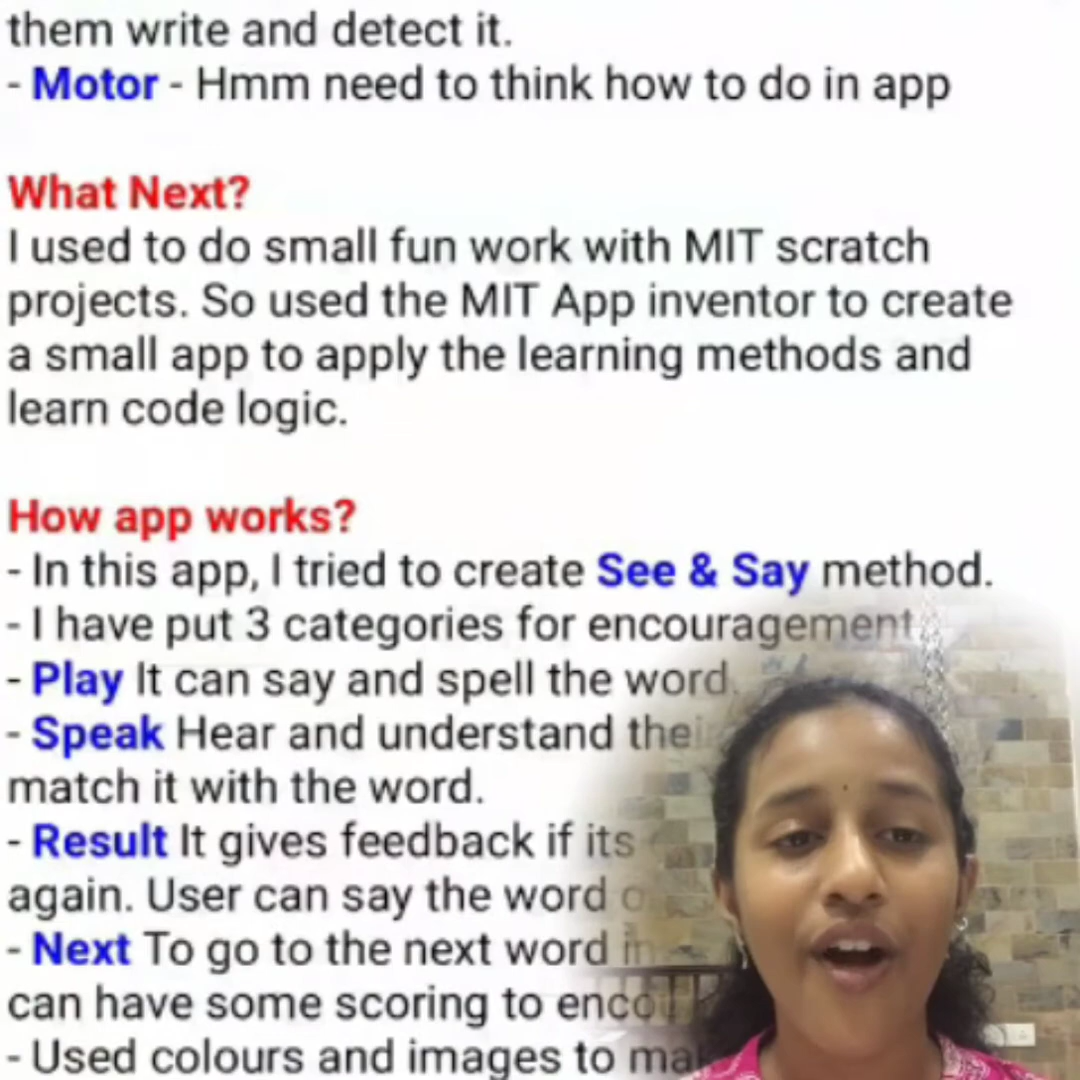 them write and detect it.
- Motor - Hmm need to think how to do in app
What Next?
I used to do small fun work with MIT scratch
projects. So used the MIT App inventor to create
a small app to apply the learning methods and
learn code logic.
How app works?
- In this app, I tried to create See & Say method.
- I have put 3 categories for encouragement
- Play It can say and spell the word.
- Speak Hear and understand
match it with the word.
- Result It gives feedback if its
again. User can say the word
- Next To go to the next word
can have some scoring to
- Used colours and images to